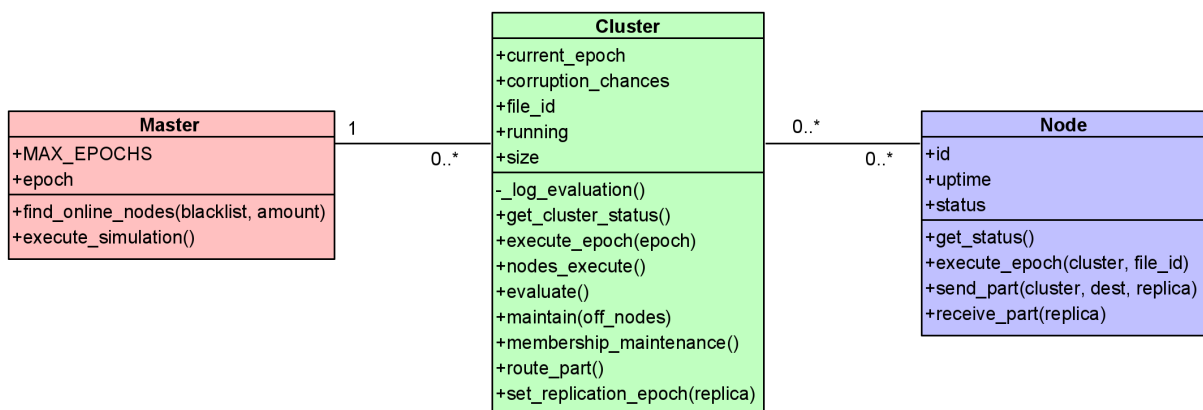 Cluster
+current_epoch
+corruption_chances
+file_id
+running
+size
-_log_evaluation()
+get_cluster_status()
+execute_epoch(epoch)
+nodes_execute()
+evaluate()
+maintain(off_nodes)
+membership_maintenance()
+route_part()
+set_replication_epoch(replica)
Master
+MAX_EPOCHS
+epoch
+find_online_nodes(blacklist, amount)
+execute_simulation()
1
0..*
0..*
0..*
Node
+id
+uptime
+status
+get_status()
+execute_epoch(cluster, file_id)
+send_part(cluster, dest, replica)
+receive_part(replica)